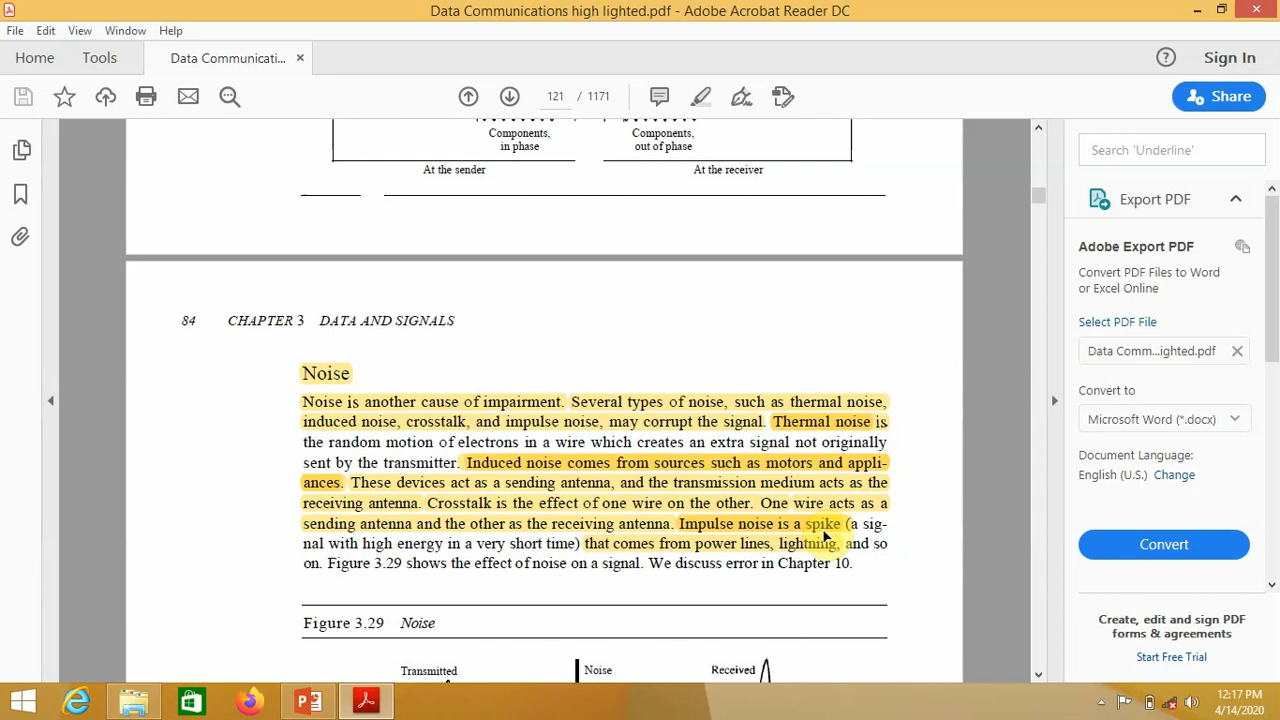 Data Communications high lighted.pdf - Adobe Acrobat Reader DC
File Edit View Window Help
Home Tools Data Communicati... × Sign In
121 / 1171 Share
Components, Components,
in phase out of phase
At the sender At the receiver
84 CHAPTER 3 DATA AND SIGNALS
Noise
Noise is another cause of impairment. Several types of noise, such as thermal noise,
induced noise, crosstalk, and impulse noise, may corrupt the signal. Thermal noise is
the random motion of electrons in a wire which creates an extra signal not originally
sent by the transmitter. Induced noise comes from sources such as motors and appli-
ances. These devices act as a sending antenna, and the transmission medium acts as the
receiving antenna. Crosstalk is the effect of one wire on the other. One wire acts as a
sending antenna and the other as the receiving antenna. Impulse noise is a spike (a sig-
nal with high energy in a very short time) that comes from power lines, lightning, and so
on. Figure 3.29 shows the effect of noise on a signal. We discuss error in Chapter 10.
Figure 3.29 Noise
Transmitted Noise Received
Search 'Underline'
Export PDF
Adobe Export PDF
Convert PDF Files to Word
or Excel Online
Select PDF File
Data Comm...ighted.pdf ×
Convert to
Microsoft Word (*.docx)
Document Language:
English (U.S.) Change
Convert
Create, edit and sign PDF
forms & agreements
Start Free Trial
12:17 PM
4/14/2020